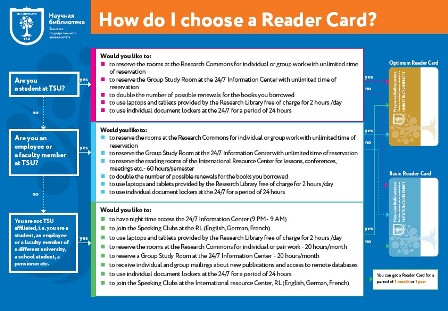 Научная
библиотека
How do I choose a Reader Card?
Are you
a student at TSU?
yes
no
Would you like to:
to reserve the rooms at the Research Commons for individual or group work with unlimited time
of reservation
to reserve the Group Study Room at the 24/7 Information Center with unlimited time of
reservation
to double the number of possible renewals for the books you borrowed
to use laptops and tablets provided by the Research Library free of charge for 2 hours /day
to use individual document lockers at the 24/7 for a period of 24 hours
yes
no
Optimum Reader Card
Are you an
employee or
a faculty member
at TSU?
yes
no
Would you like to:
to reserve the rooms at the Research Commons for individual or group work with unlimited time of
reservation
to reserve the Group Study Room at the 24/7 Information Center with unlimited time of reservation
to reserve the reading rooms of the International Resource Center for lessons, conferences,
meetings etc.- 60 hours/semester
to double the number of possible renewals for the books you borrowed
to use laptops and tablets provided by the Research Library free of charge for 2 hours /day
to use individual document lockers at the 24/7 for a period of 24 hours
yes
no
Basic Reader Card
You are not TSU
affiliated, i.e. you are a
student, an employee
or a faculty member of
a different university,
a school student, a
pensioner etc.
yes
Would you like to:
to have night time access the 24/7 Information Center (9 PM - 9 AM)
to join the Speaking Clubs at the RL (English, German, French)
to use laptops and tablets provided by the Research Library free of charge for 2 hours /day
to reserve the rooms at the Research Commons for individual or pair work - 20 hours/month
to reserve a Group Study Room at the 24/7 Information Center - 20 hours/month
to receive individual and group mailings about new publications and access to remote databases
to use individual document lockers at the 24/7 for a period of 24 hours
to join the Speaking Clubs at the International resource Center, RL (English, German, French)
yes
no
You can get a Reader Card for a
period of 1 month or 1 year